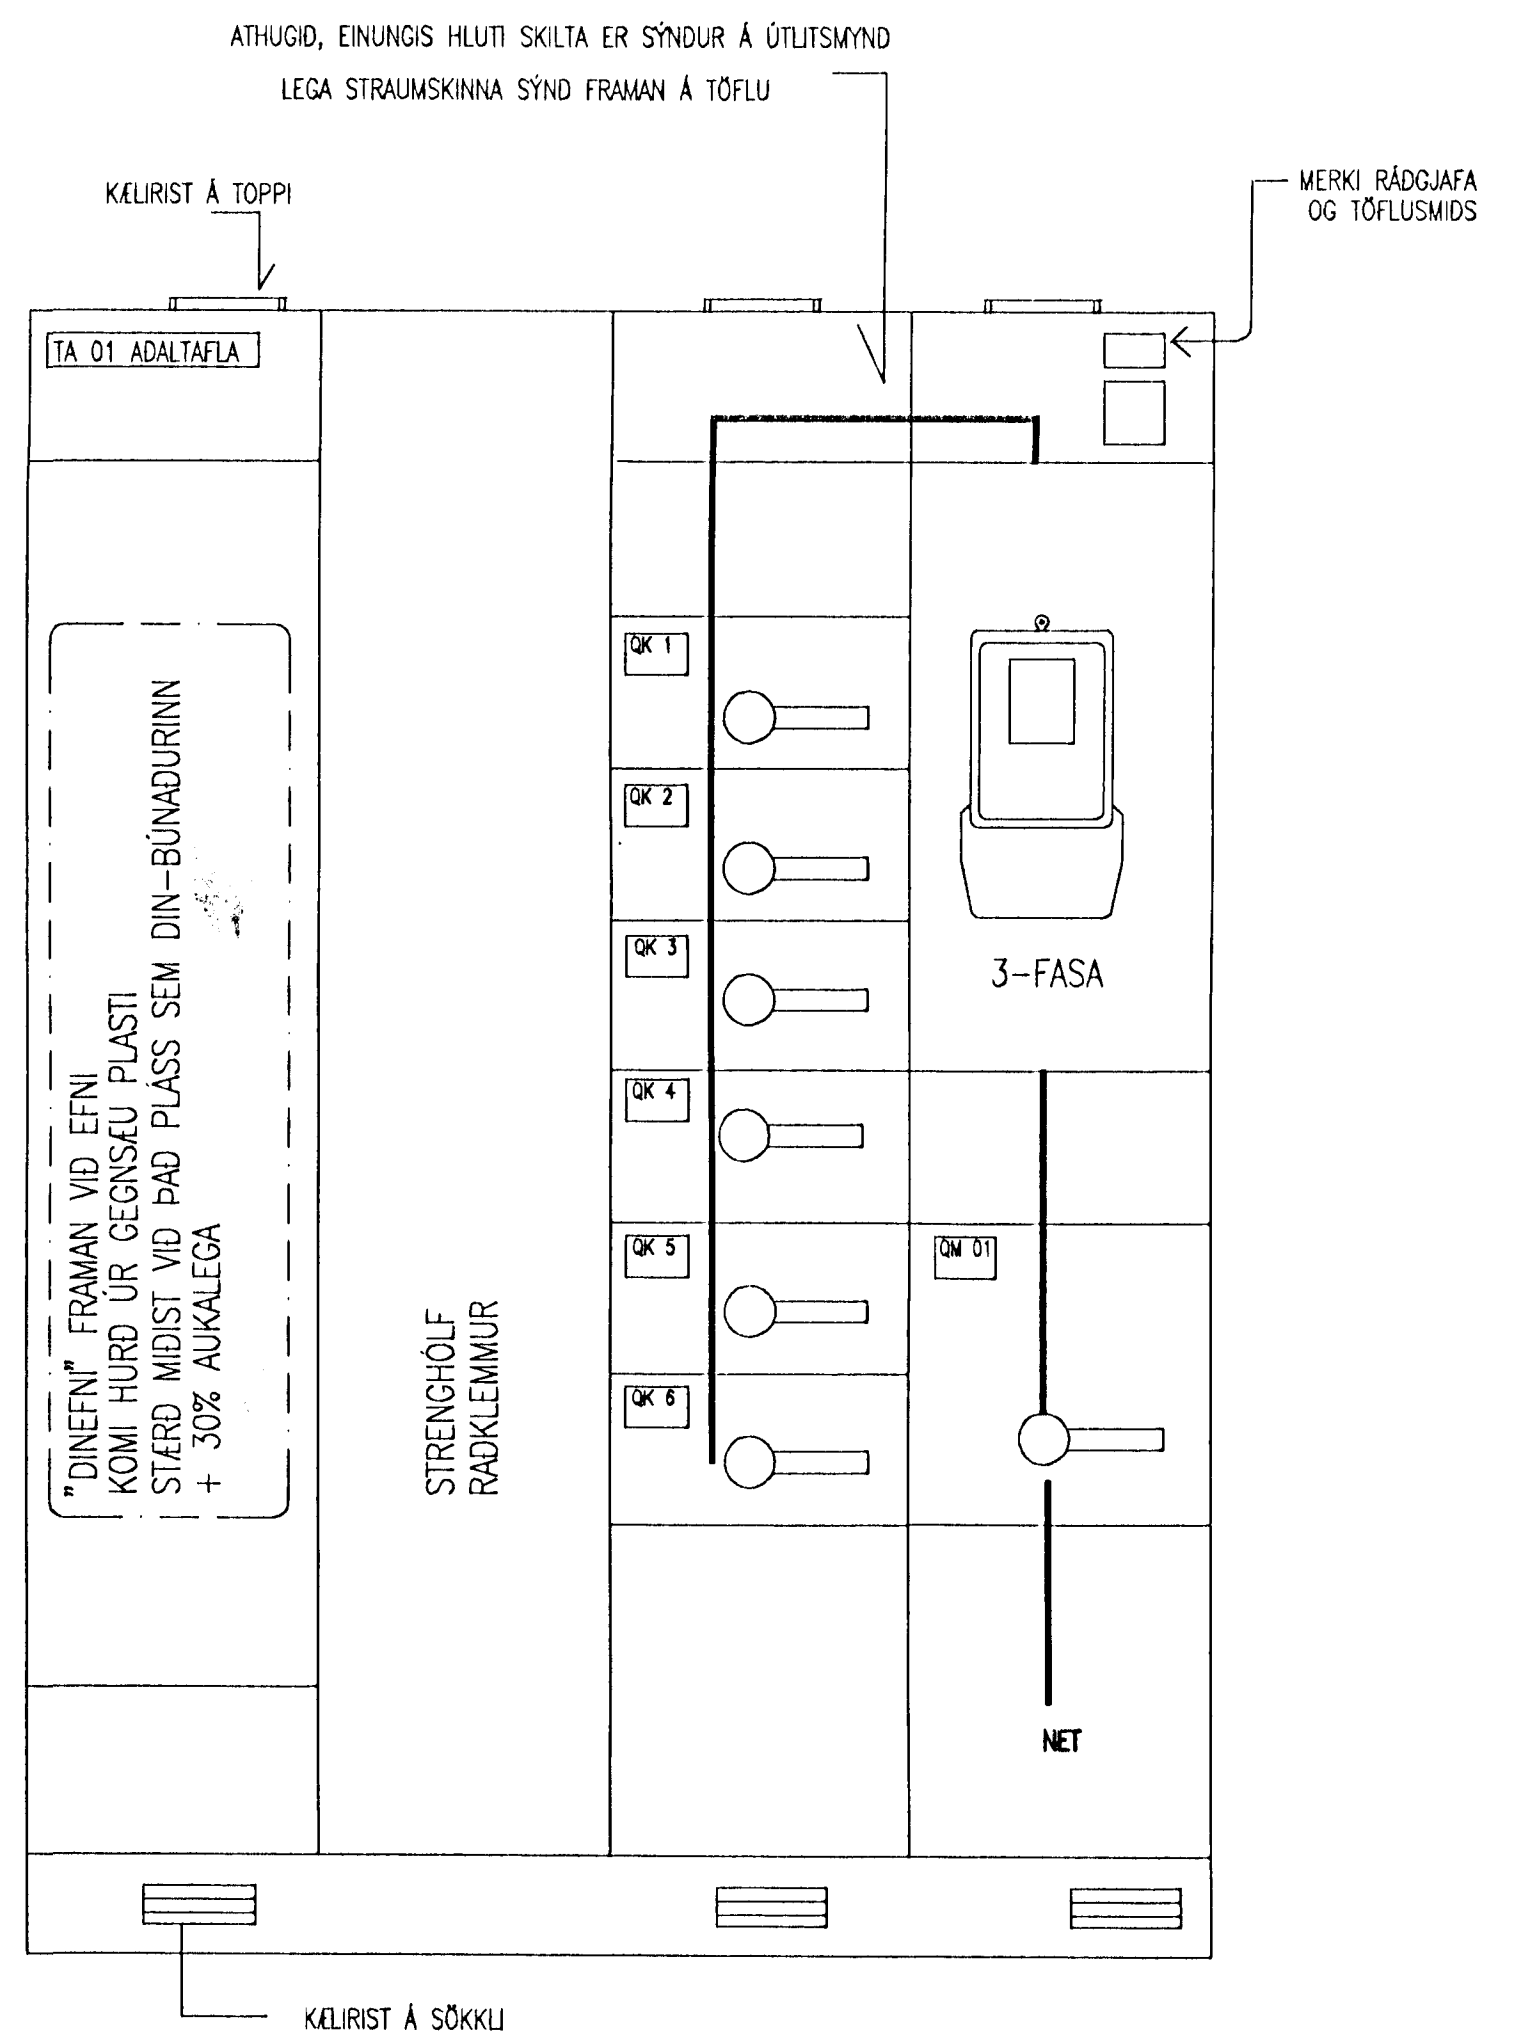 ATHUGID, EINUNGIS HLUTI SKILTA ER SÝNDUR Á ÚTLITSMYND
LEGA STRAUMSKINNA SÝND FRAMAN Á TÖFLU
KÆLIRIST Á TOPPI
MERKI RÁDGJAFA
OG TÖFLUSMIDS
TA 01 ADALTAFLA
"DINEFNI" FRAMAN VIÐ EFNI
KOMI HURÐ ÚR GEGNSÆU PLASTI
STÆRÐ MIÐIST VIÐ ÞAÐ PLÁSS SEM DIN-BÚNAÐURINN
+ 30% AUKALEGA
STRENGHÓLF
RAÐKLEMMUR
QK 1
QK 2
QK 3
QK 4
QK 5
QK 6
3-FASA
QM 01
NET
KÆLIRIST Á SÖKKLI